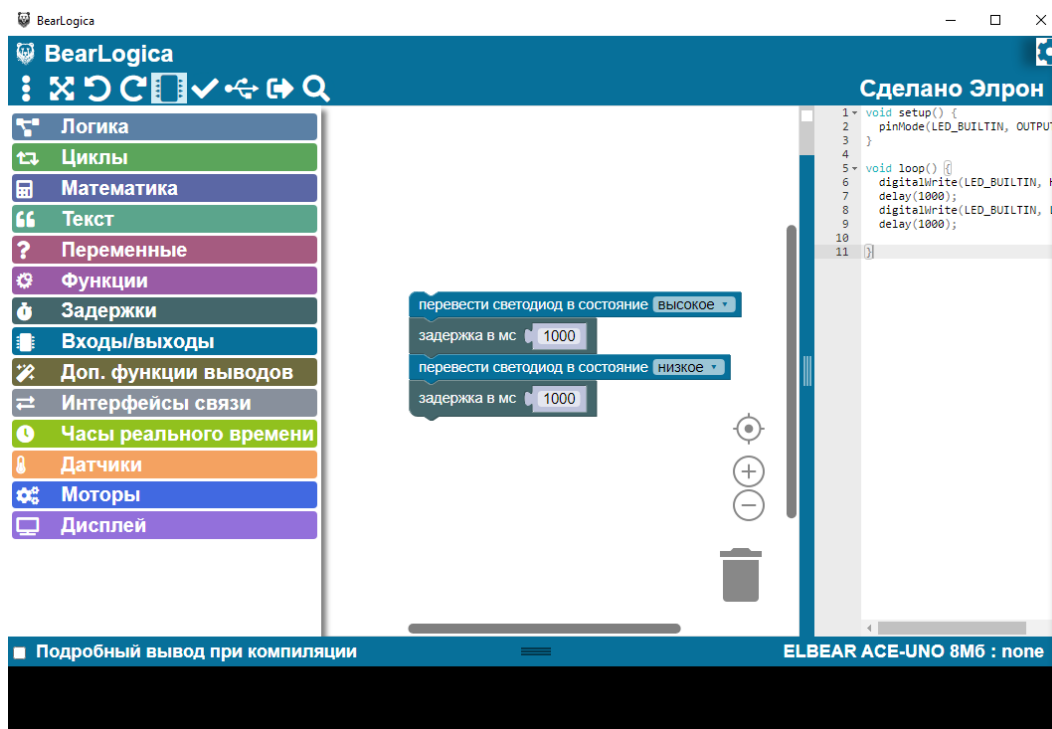 BearLogica
BearLogica
Сделано Элрон
Логика
Циклы
Математика
Текст
Переменные
Функции
Задержки
Входы/выходы
Доп. функции выводов
Интерфейсы связи
Часы реального времени
Датчики
Моторы
Дисплей
перевести светодиод в состояние высокое
задержка в мс 1000
перевести светодиод в состояние низкое
задержка в мс 1000
1 void setup() {
2 pinMode(LED_BUILTIN, OUTPUT
3 }
4
5 void loop() {
6 digitalWrite(LED_BUILTIN,
7 delay(1000);
8 digitalWrite(LED_BUILTIN,
9 delay(1000);
10
11 }
Подробный вывод при компиляции
ELBEAR ACE-UNO 8Мб : none